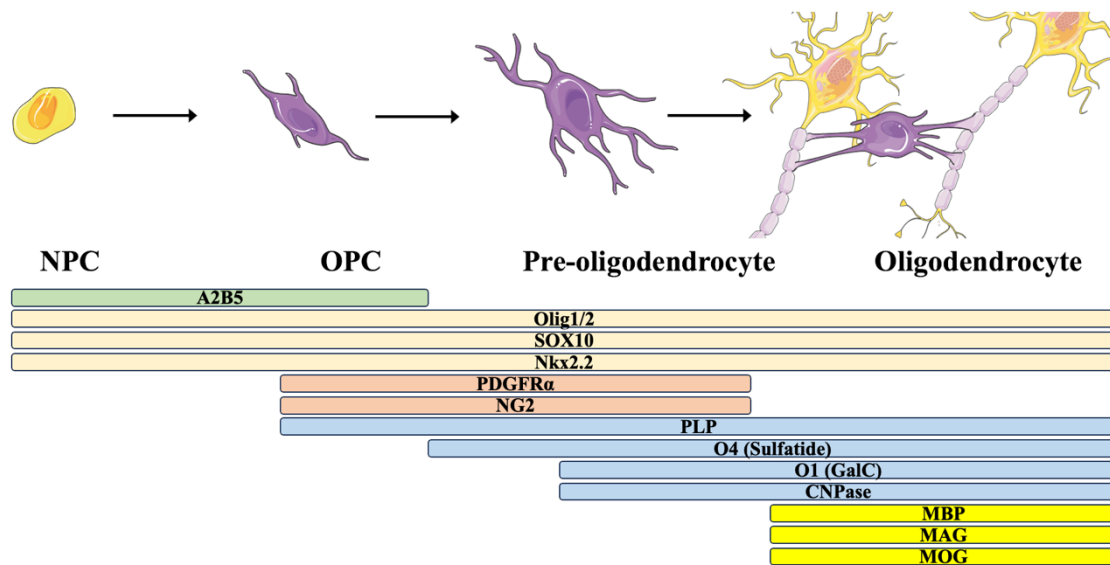 NPC
OPC
Pre-oligodendrocyte
Oligodendrocyte
A2B5
Olig1/2
SOX10
Nkx2.2
PDGFRα
NG2
PLP
O4 (Sulfatide)
O1 (GalC)
CNPase
MBP
MAG
MOG